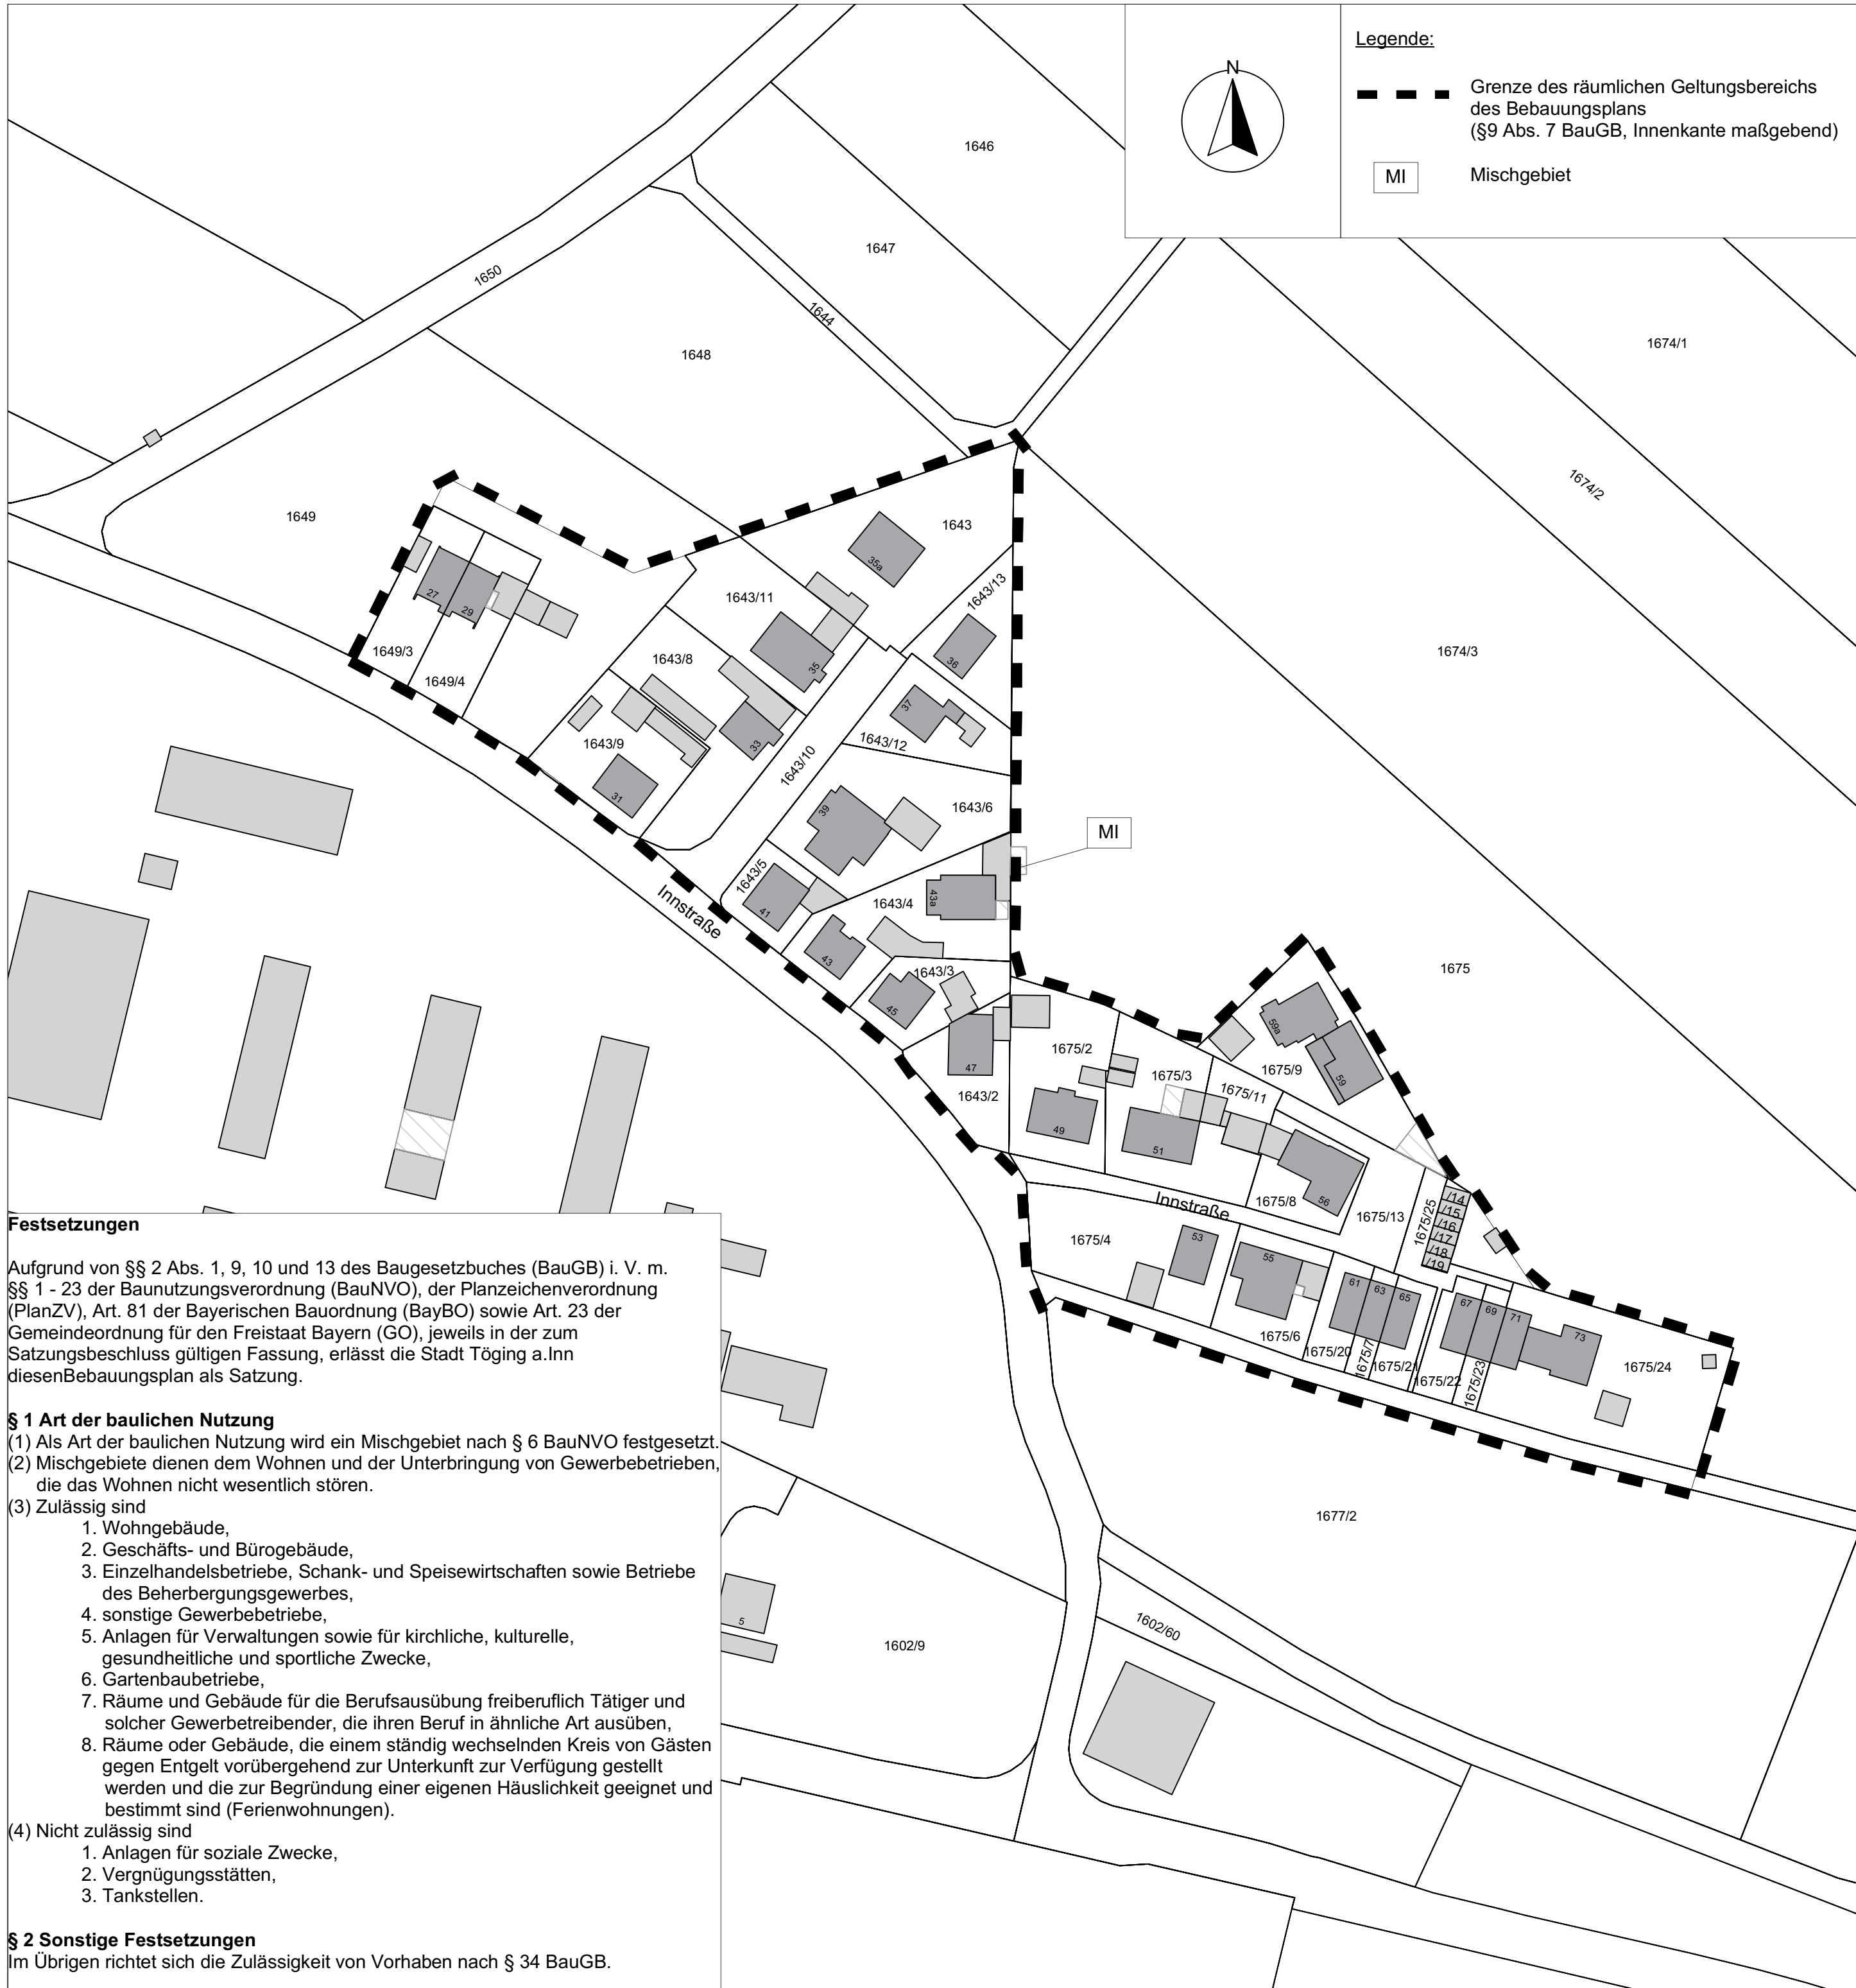 N
Legende:
Grenze des räumlichen Geltungsbereichs
des Bebauungsplans
(§9 Abs. 7 BauGB, Innenkante maßgebend)
MI
Mischgebiet
1646
1647
1650
1644
1648
1674/1
1674/2
1649
1643
35a
1643/13
1643/11
27
29
1649/3
1649/4
1643/8
35
36
1674/3
37
1643/12
33
1643/9
1643/10
31
39
1643/6
MI
1643/5
41
43a
1643/4
Innstraße
43
1643/3
45
1675
59a
59
47
1675/2
1675/3
1675/9
1675/11
1643/2
49
51
56
1675/8
Innstraße
1675/13
1675/25
/14
/15
/16
/17
/18
/19
1675/4
53
55
61
63
65
67
69
71
73
1675/6
1675/20
1675/7
1675/21
1675/22
1675/23
1675/24
1677/2
5
1602/9
1602/60
Festsetzungen
Aufgrund von §§ 2 Abs. 1, 9, 10 und 13 des Baugesetzbuches (BauGB) i. V. m.
§§ 1 - 23 der Baunutzungsverordnung (BauNVO), der Planzeichenverordnung
(PlanZV), Art. 81 der Bayerischen Bauordnung (BayBO) sowie Art. 23 der
Gemeindeordnung für den Freistaat Bayern (GO), jeweils in der zum
Satzungsbeschluss gültigen Fassung, erlässt die Stadt Töging a.Inn
diesenBebauungsplan als Satzung.
§ 1 Art der baulichen Nutzung
(1) Als Art der baulichen Nutzung wird ein Mischgebiet nach § 6 BauNVO festgesetzt.
(2) Mischgebiete dienen dem Wohnen und der Unterbringung von Gewerbebetrieben,
die das Wohnen nicht wesentlich stören.
(3) Zulässig sind
1. Wohngebäude,
2. Geschäfts- und Bürogebäude,
3. Einzelhandelsbetriebe, Schank- und Speisewirtschaften sowie Betriebe
des Beherbergungsgewerbes,
4. sonstige Gewerbebetriebe,
5. Anlagen für Verwaltungen sowie für kirchliche, kulturelle,
gesundheitliche und sportliche Zwecke,
6. Gartenbaubetriebe,
7. Räume und Gebäude für die Berufsausübung freiberuflich Tätiger und
solcher Gewerbetreibender, die ihren Beruf in ähnliche Art ausüben,
8. Räume oder Gebäude, die einem ständig wechselnden Kreis von Gästen
gegen Entgelt vorübergehend zur Unterkunft zur Verfügung gestellt
werden und die zur Begründung einer eigenen Häuslichkeit geeignet und
bestimmt sind (Ferienwohnungen).
(4) Nicht zulässig sind
1. Anlagen für soziale Zwecke,
2. Vergnügungsstätten,
3. Tankstellen.
§ 2 Sonstige Festsetzungen
Im Übrigen richtet sich die Zulässigkeit von Vorhaben nach § 34 BauGB.